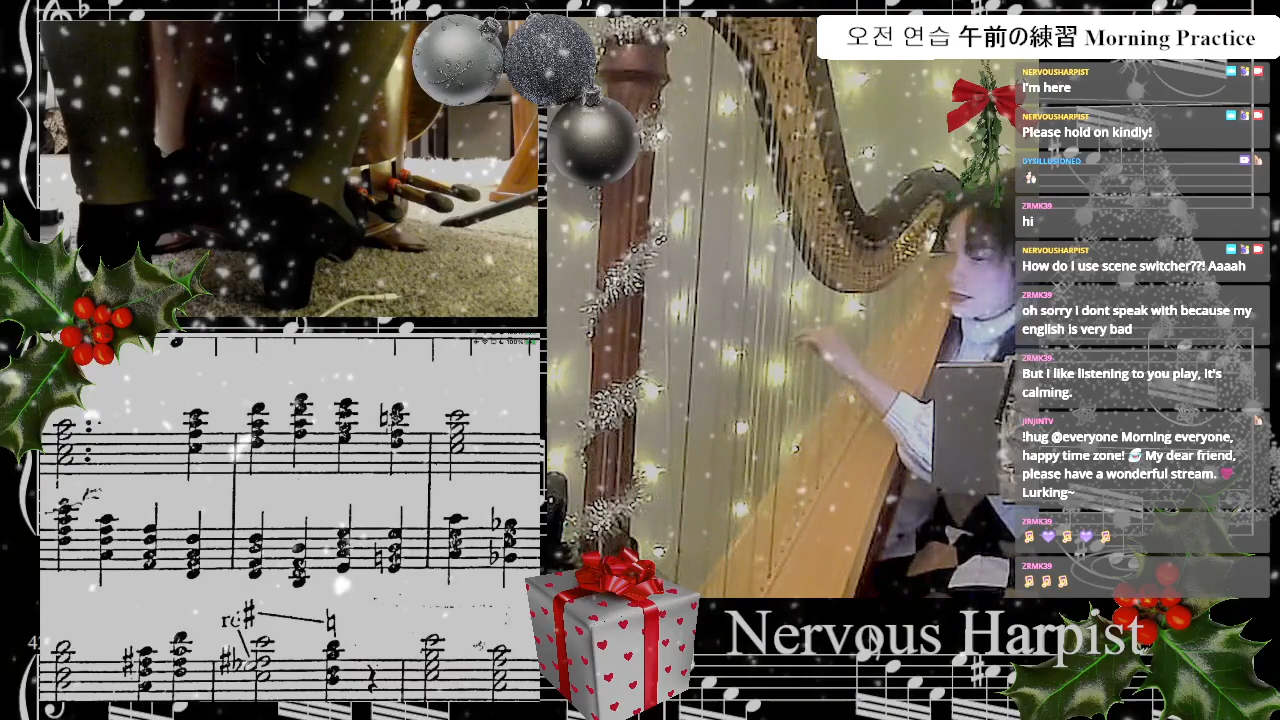 오전 연습 午前の練習 Morning Practice
NERVOUSHARPIST
I'm here
NERVOUSHARPIST
Please hold on kindly!
DYSILLUSIONED
ZRMK39
hi
NERVOUSHARPIST
How do I use scene switcher??! Aaaah
ZRMK39
oh sorry I dont speak with because my
english is very bad
ZRMK39
But I like listening to you play, it's
calming.
JINJINTV
!hug @everyone Morning everyone,
happy time zone! My dear friend,
please have a wonderful stream.
Lurking~
ZRMK39
ZRMK39
100%
re#
Nervous Harpist